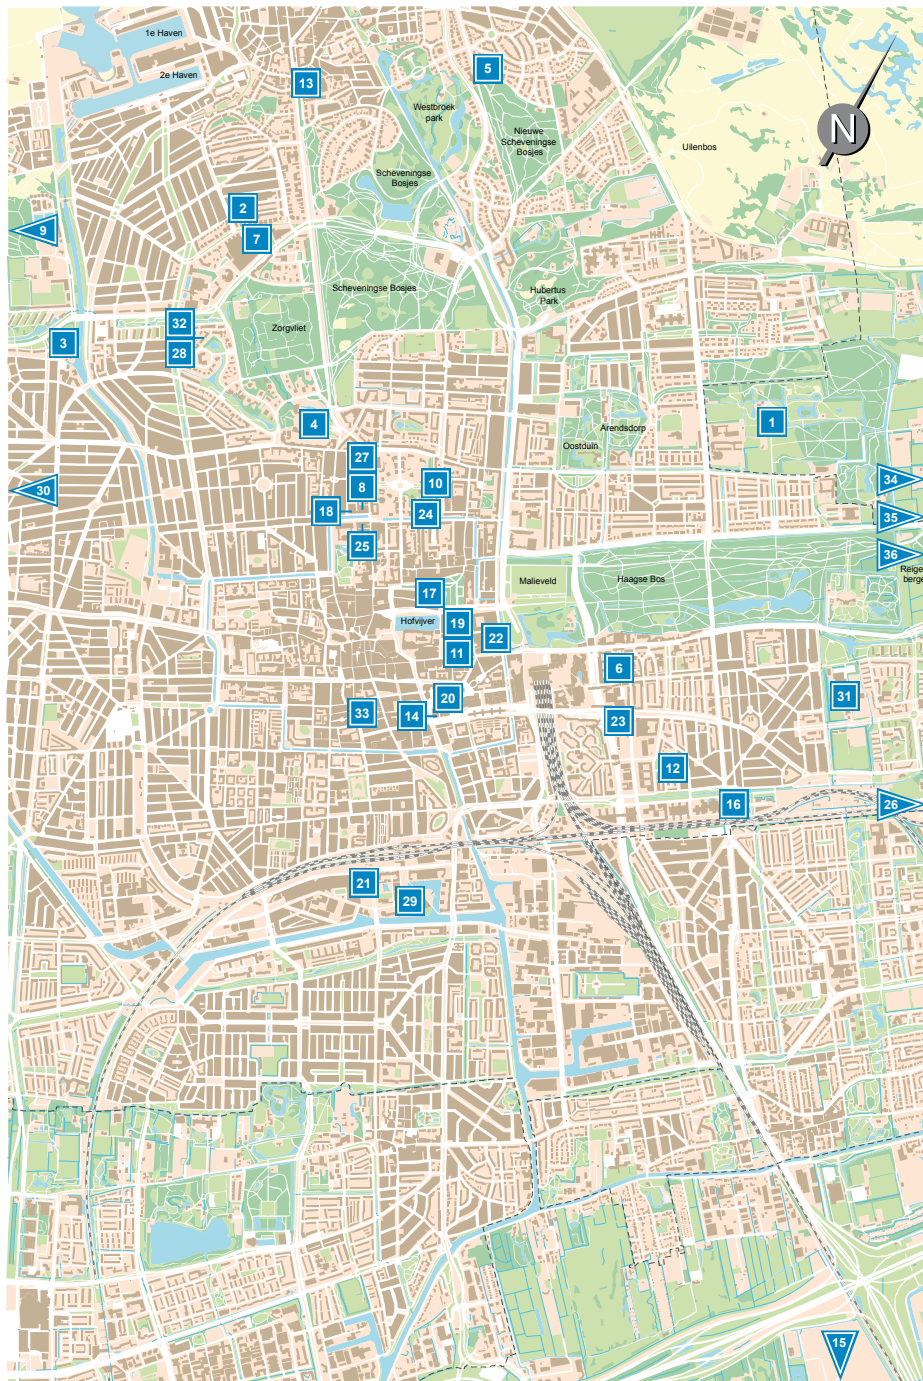 1e Haven
2e Haven
13
5
Westbroek
park
N
Nieuwe
Scheveningse
Bosjes
Uilenbos
Scheveningse
Bosjes
2
9
7
Scheveningse Bosjes
Hubertus
Park
32
Zorgvliet
3
28
4
1
Arendsdorp
Oostduin
27
30
8
10
34
18
24
35
25
36
Malieveld
Haagse Bos
Reige
berge
17
Hofvijver
19
22
11
6
31
20
33
14
23
12
16
26
21
29
15